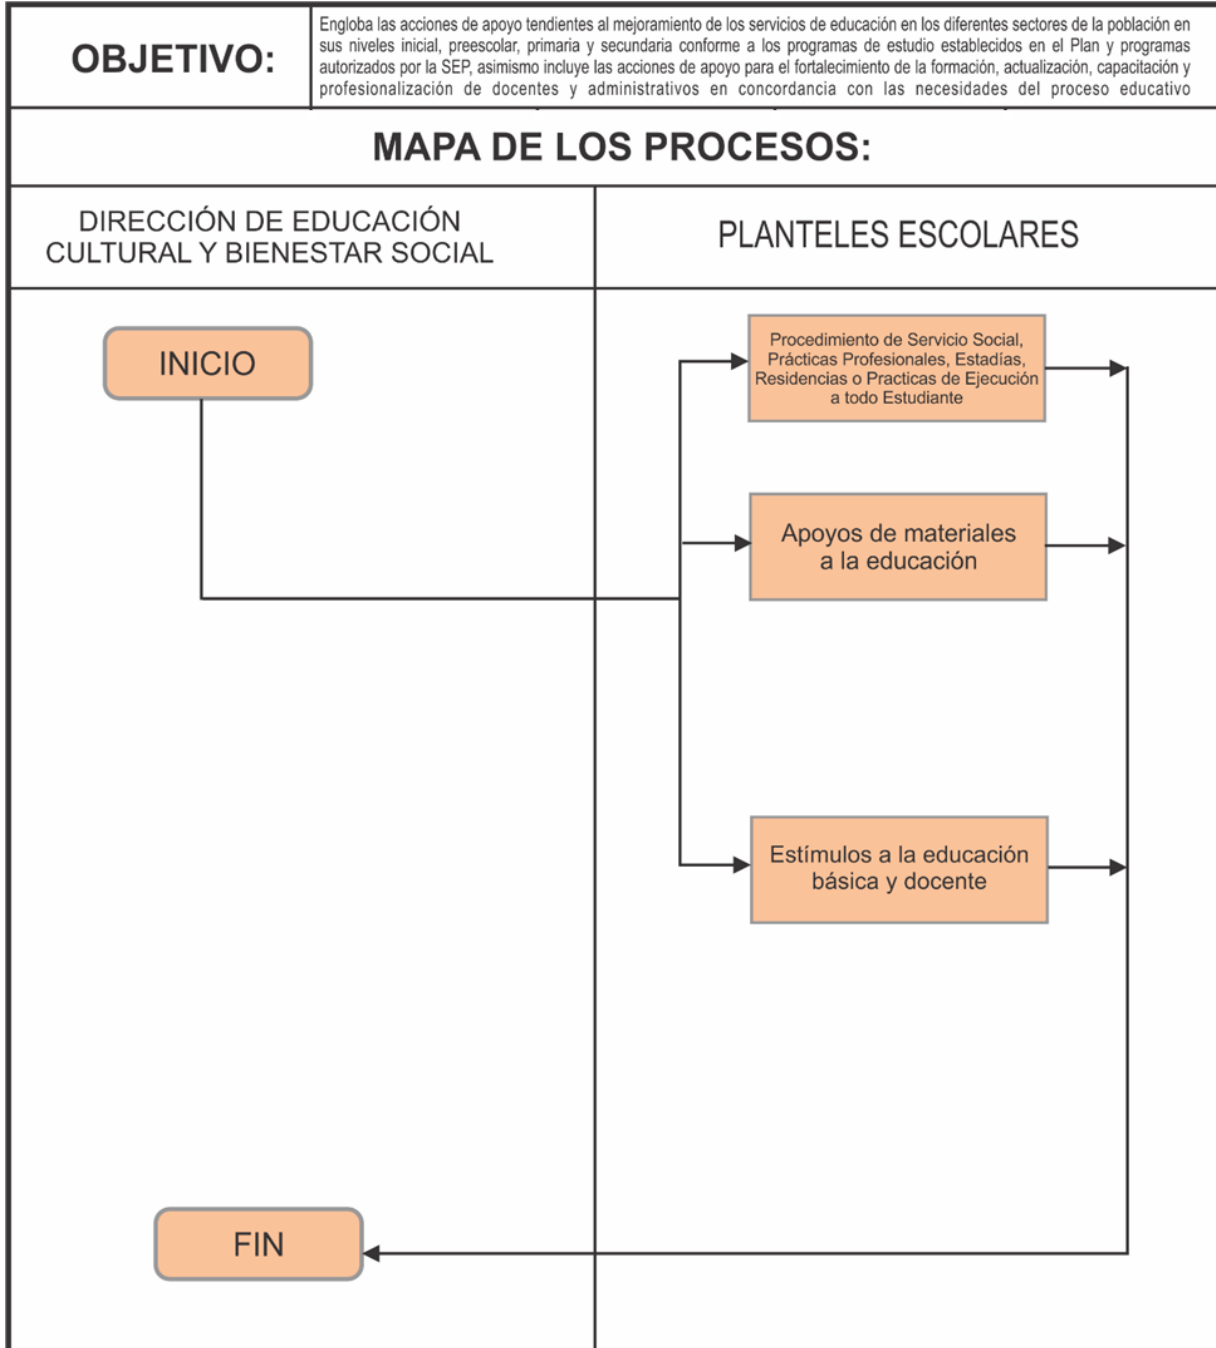 OBJETIVO:
Engloba las acciones de apoyo tendientes al mejoramiento de los servicios de educación en los diferentes sectores de la población en
sus niveles inicial, preescolar, primaria y secundaria conforme a los programas de estudio establecidos en el Plan y programas
autorizados por la SEP, asimismo incluye las acciones de apoyo para el fortalecimiento de la formación, actualización, capacitación y
profesionalización de docentes y administrativos en concordancia con las necesidades del proceso educativo
MAPA DE LOS PROCESOS:
DIRECCIÓN DE EDUCACIÓN
CULTURAL Y BIENESTAR SOCIAL
PLANTELES ESCOLARES
INICIO
Procedimiento de Servicio Social,
Prácticas Profesionales, Estadías,
Residencias o Practicas de Ejecución
a todo Estudiante
Apoyos de materiales
a la educación
Estímulos a la educación
básica y docente
FIN